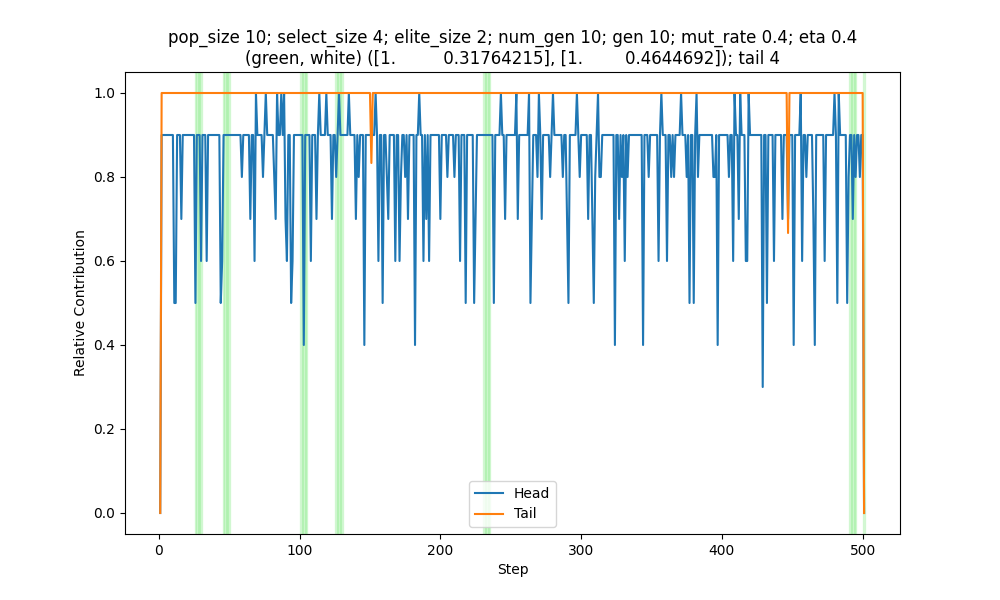 pop_size 10; select_size 4; elite_size 2; num_gen 10; gen 10; mut_rate 0.4; eta 0.4
(green, white) ([1. 0.31764215], [1. 0.4644692]); tail 4
1.0
0.8
0.6
0.4
0.2
0.0
Relative Contribution
Head
Tail
0 100 200 300 400 500
Step